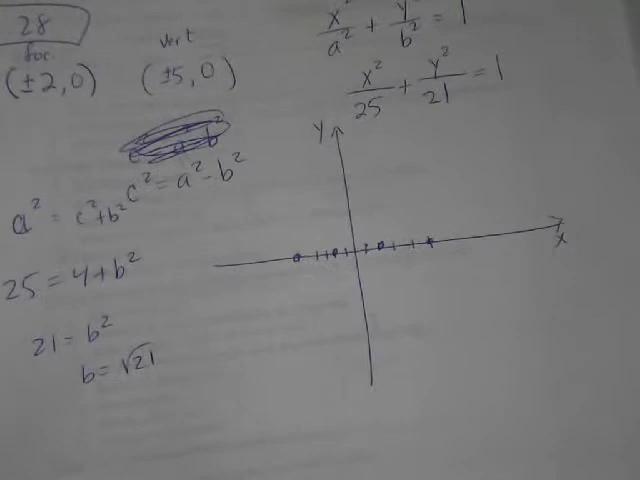 28
foc. vert
(±2,0) (±5,0)
x²/a² + y²/b² = 1
x²/25 + y²/21 = 1
c² = a² - b²
a² = c² + b²
25 = 4 + b²
21 = b²
b = √21
y
x